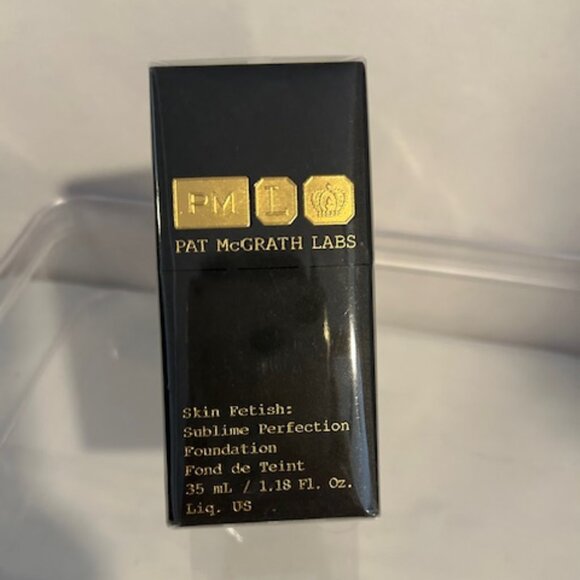 PM L
PAT McGRATH LABS
Skin Fetish:
Sublime Perfection
Foundation
Fond de Teint
35 mL / 1.18 Fl. Oz.
Liq. US